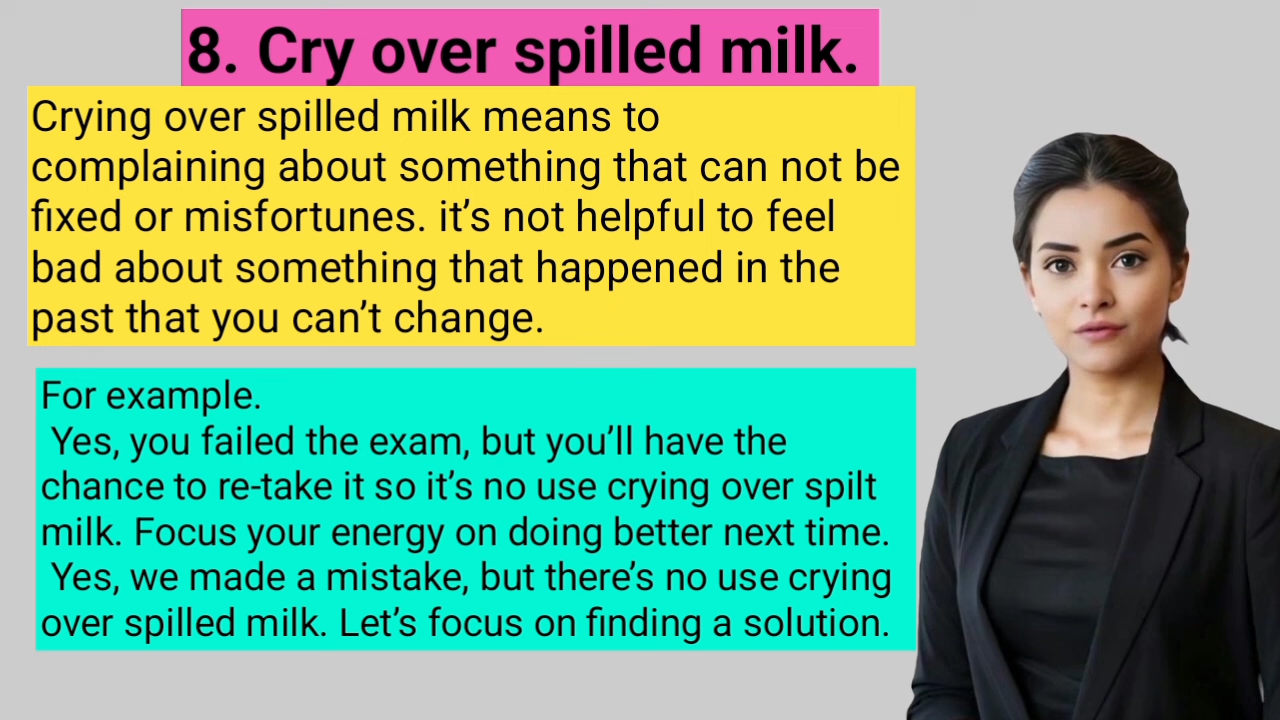 8. Cry over spilled milk.
Crying over spilled milk means to
complaining about something that can not be
fixed or misfortunes. it’s not helpful to feel
bad about something that happened in the
past that you can’t change.
For example.
Yes, you failed the exam, but you’ll have the
chance to re-take it so it’s no use crying over spilt
milk. Focus your energy on doing better next time.
Yes, we made a mistake, but there’s no use crying
over spilled milk. Let’s focus on finding a solution.